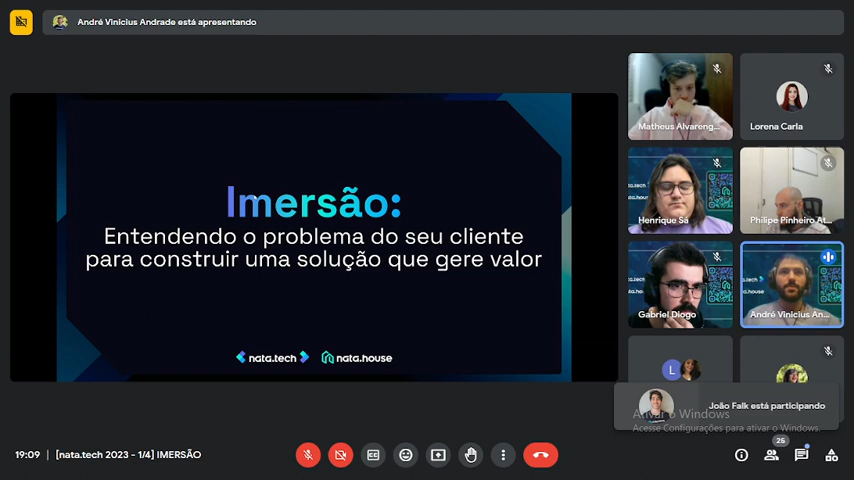 André Vinicius Andrade está apresentando
Imersão:
Entendendo o problema do seu cliente
para construir uma solução que gere valor
nata.tech
nata.house
Matheus Alvareng...
Lorena Carla
Henrique Sá
Philipe Pinheiro At...
Gabriel Diogo
André Vinicius An...
L
João Falk está participando
Ativar o Windows
Acesse Configurações para ativar o Windows.
19:09 | [nata.tech 2023 - 1/4] IMERSÃO
26